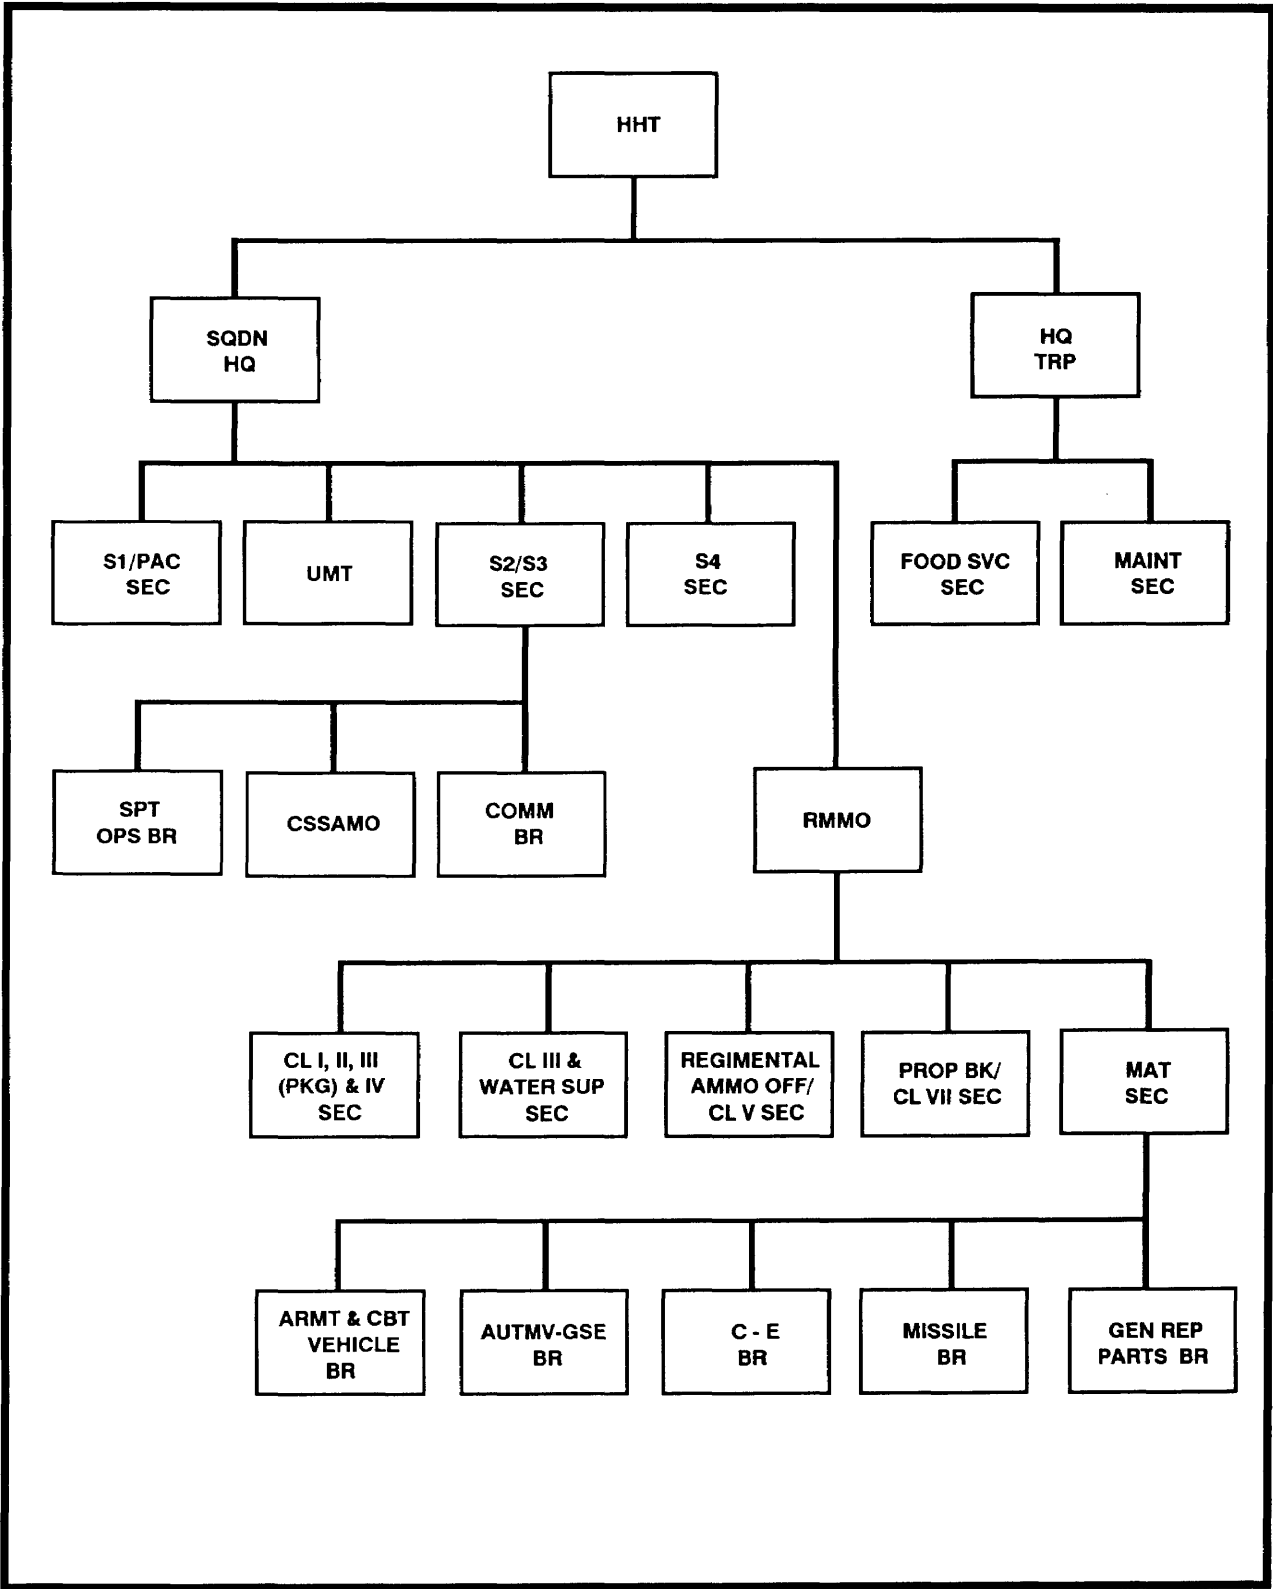 HHT
SQDN
HQ
HQ
TRP
S1/PAC
SEC
UMT
S2/S3
SEC
S4
SEC
FOOD SVC
SEC
MAINT
SEC
SPT
OPS BR
CSSAMO
COMM
BR
RMMO
CL I, II, III
(PKG) & IV
SEC
CL III &
WATER SUP
SEC
REGIMENTAL
AMMO OFF/
CL V SEC
PROP BK/
CL VII SEC
MAT
SEC
ARMT & CBT
VEHICLE
BR
AUTMV-GSE
BR
C - E
BR
MISSILE
BR
GEN REP
PARTS BR